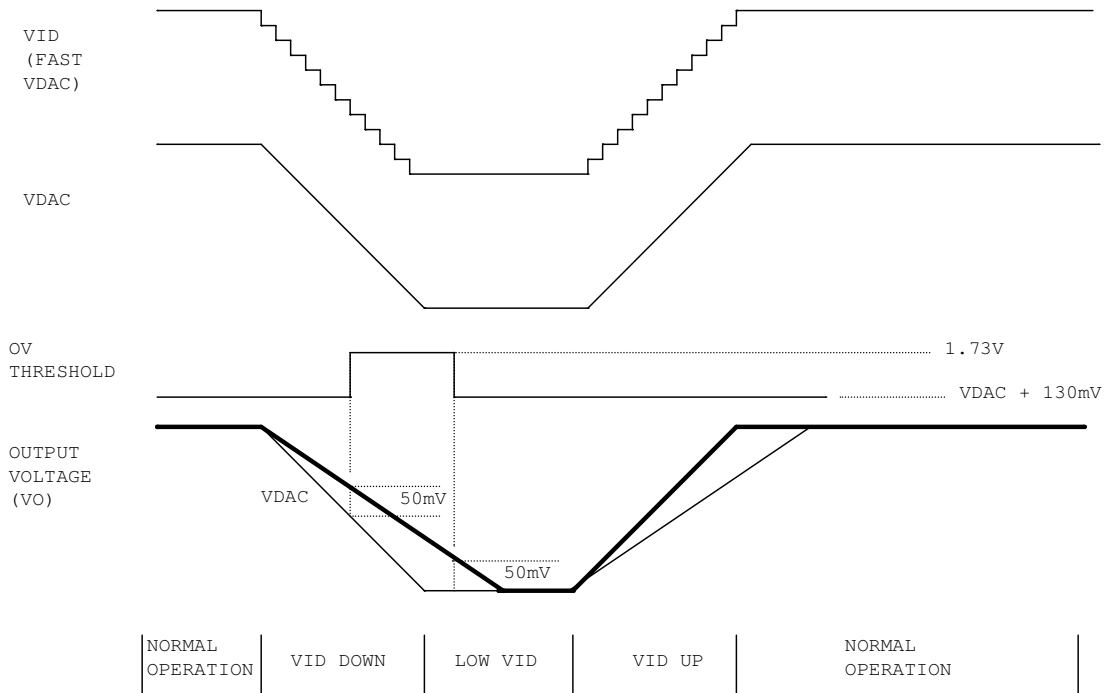 VID
(FAST
VDAC)
VDAC
OV
THRESHOLD
1.73V
VDAC + 130mV
OUTPUT
VOLTAGE
(VO)
VDAC
50mV
50mV
NORMAL
OPERATION
VID DOWN
LOW VID
VID UP
NORMAL
OPERATION